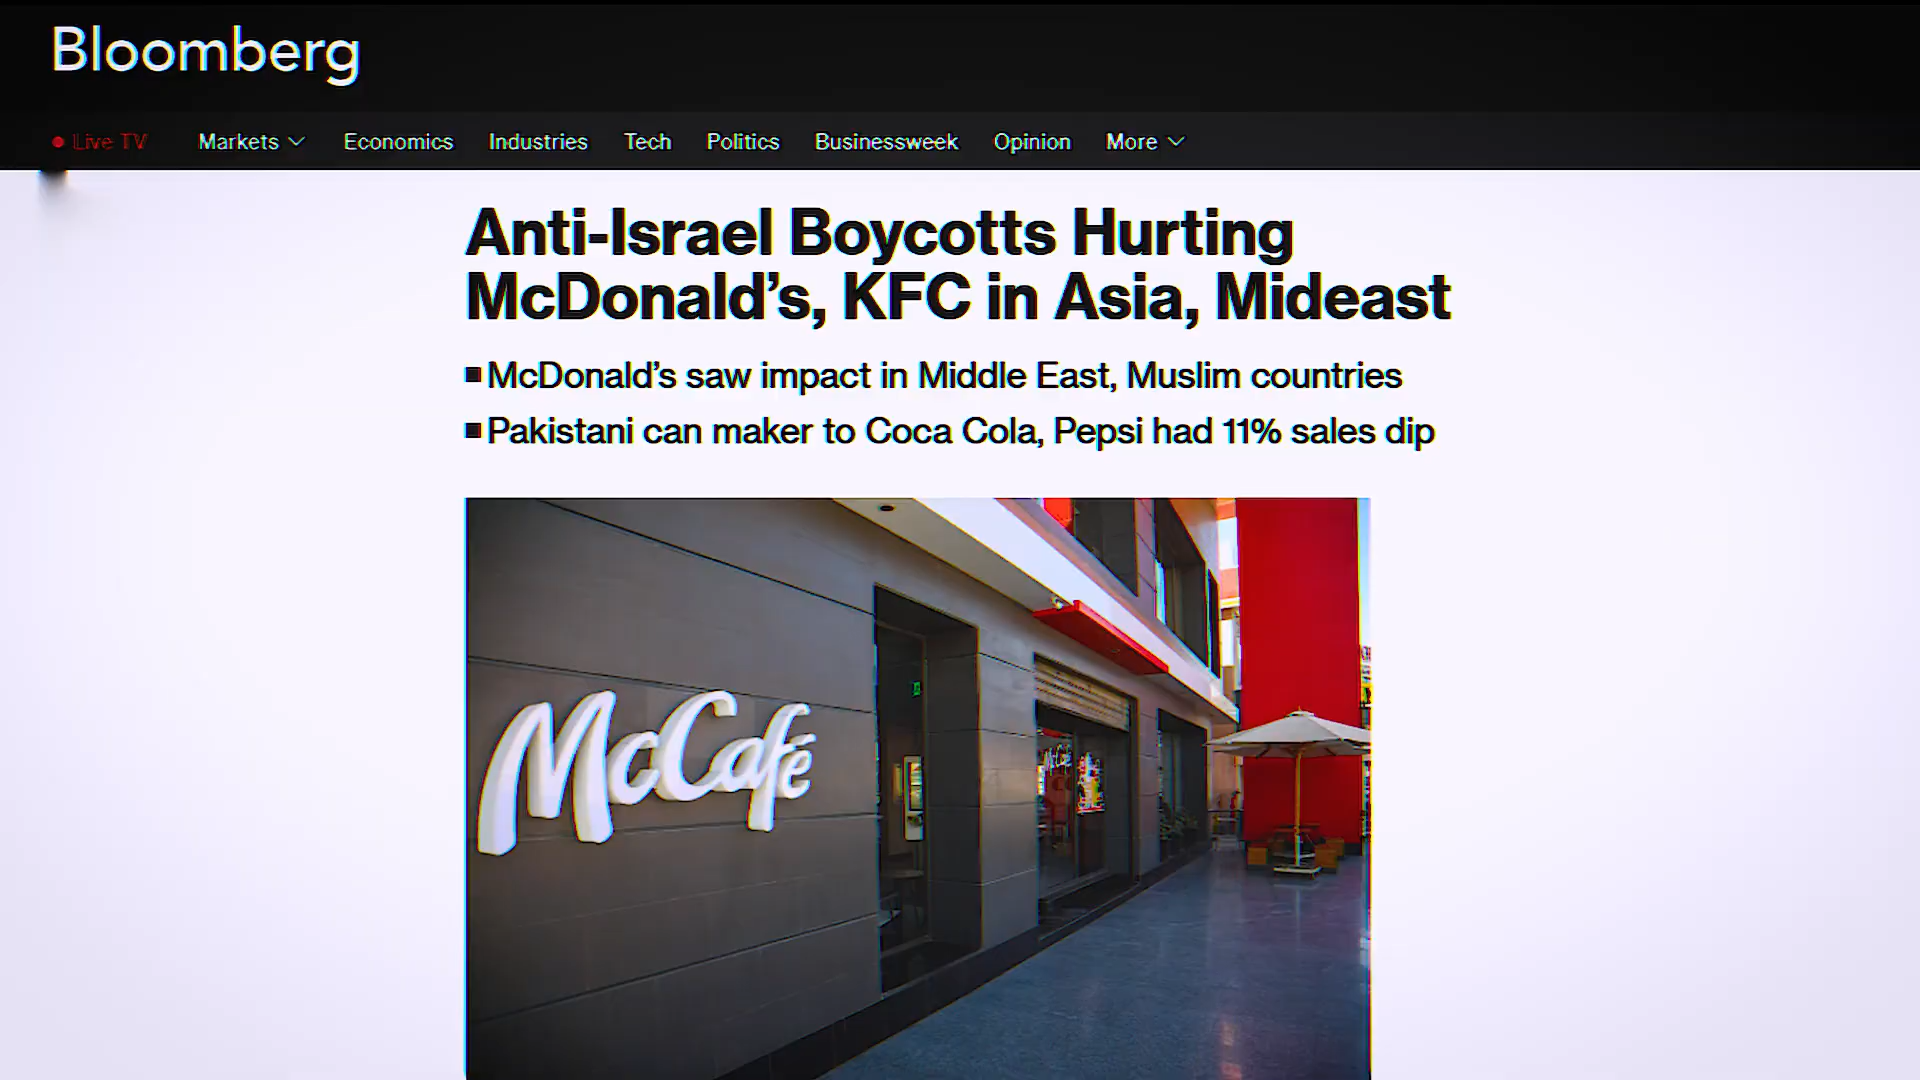 Bloomberg
Live TV Markets Economics Industries Tech Politics Businessweek Opinion More
Anti-Israel Boycotts Hurting
McDonald’s, KFC in Asia, Mideast
McDonald’s saw impact in Middle East, Muslim countries
Pakistani can maker to Coca Cola, Pepsi had 11% sales dip
McCafé
McCafé